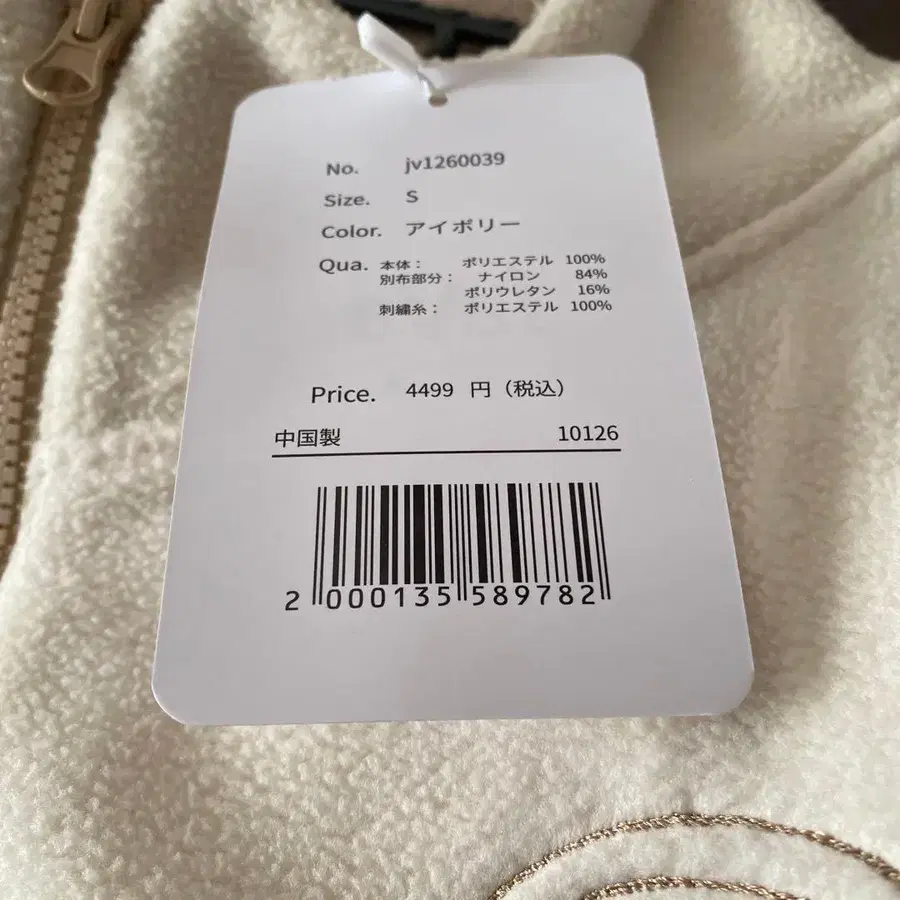 No. jv1260039
Size. S
Color. アイボリー
Qua. 本体： ポリエステル 100%
別布部分： ナイロン 84%
ポリウレタン 16%
刺繍糸： ポリエステル 100%
Price. 4499 円（税込）
中国製 10126
2 000135 589782